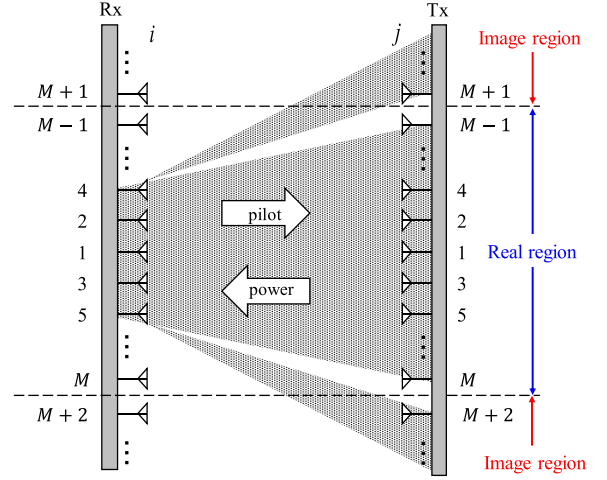 Rx
Tx
i
j
Image region
M + 1
M + 1
M − 1
M − 1
4
4
pilot
2
2
1
1
Real region
3
power
3
5
5
M
M
M + 2
M + 2
Image region